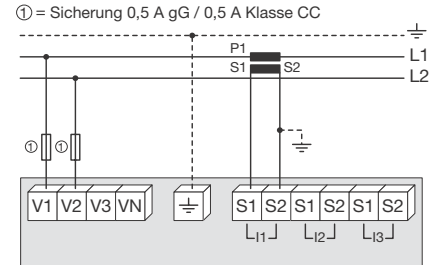 ① = Sicherung 0,5 A gG / 0,5 A Klasse CC
P1
L1
S1 S2
L2
① ①
V1 V2 V3 VN S1 S2 S1 S2 S1 S2
I1 I2 I3